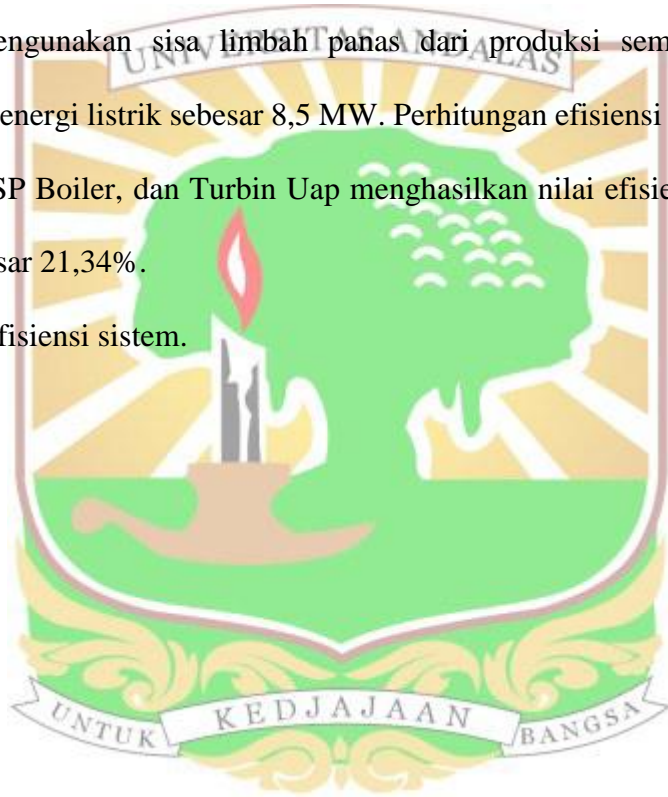 engunakan sisa limbah panas dari produksi sem
UNIVERSITAS ANDALAS
energi listrik sebesar 8,5 MW. Perhitungan efisiensi
SP Boiler, dan Turbin Uap menghasilkan nilai efisie
sar 21,34%.
fisiensi sistem.
UNTUK KEDJAJAAN BANGSA